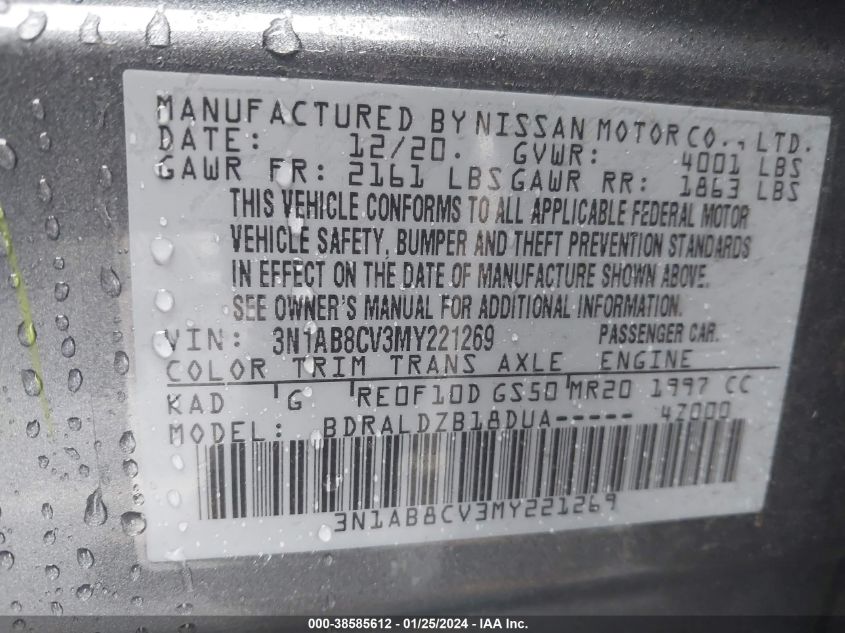 MANUFACTURED BY NISSAN MOTOR CO., LTD.
DATE: 12/20. GVWR: 4001 LBS
GAWR FR: 2161 LBS GAWR RR: 1863 LBS
THIS VEHICLE CONFORMS TO ALL APPLICABLE FEDERAL MOTOR
VEHICLE SAFETY, BUMPER AND THEFT PREVENTION STANDARDS
IN EFFECT ON THE DATE OF MANUFACTURE SHOWN ABOVE.
SEE OWNER'S MANUAL FOR ADDITIONAL INFORMATION.
VIN: 3N1AB8CV3MY221269 PASSENGER CAR.
COLOR TRIM TRANS AXLE ENGINE
KAD G RE0F10D GS50 MR20 1997 CC
MODEL: BDRALDZB18DUA----- 4Z000
3N1AB8CV3MY221269
000-38585612 - 01/25/2024 - IAA Inc.